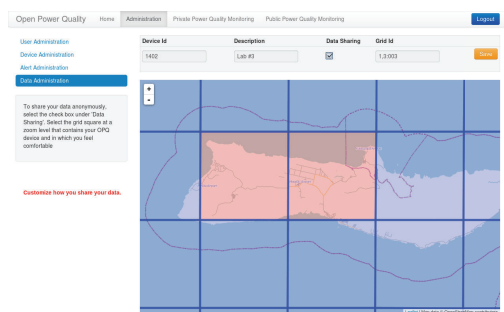 Open Power Quality Home Administration Private Power Quality Monitoring Public Power Quality Monitoring Logout
User Administration
Device Administration
Alert Administration
Data Administration
Device Id Description Data Sharing Grid Id
1402 Lab #3 1,3:003 Save
To share your data anonymously,
select the check box under 'Data
Sharing'. Select the grid square at a
zoom level that contains your OPQ
device and in which you feel
comfortable
Customize how you share your data.
+
-